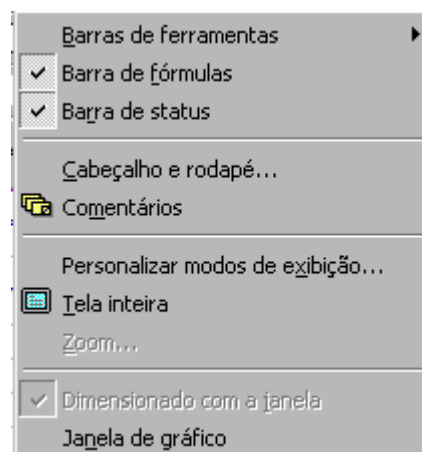 Barras de ferramentas
Barra de fórmulas
Barra de status
Cabeçalho e rodapé...
Comentários
Personalizar modos de exibição...
Tela inteira
Zoom...
Dimensionado com a janela
Janela de gráfico